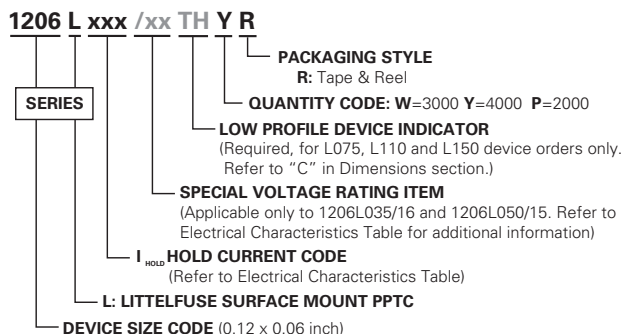 1206 L xxx /xx TH Y R
PACKAGING STYLE
R: Tape & Reel
SERIES
QUANTITY CODE: W=3000 Y=4000 P=2000
LOW PROFILE DEVICE INDICATOR
(Required, for L075, L110 and L150 device orders only.
Refer to “C” in Dimensions section.)
SPECIAL VOLTAGE RATING ITEM
(Applicable only to 1206L035/16 and 1206L050/15. Refer to
Electrical Characteristics Table for additional information)
I HOLD HOLD CURRENT CODE
(Refer to Electrical Characteristics Table)
L: LITTELFUSE SURFACE MOUNT PPTC
DEVICE SIZE CODE (0.12 x 0.06 inch)